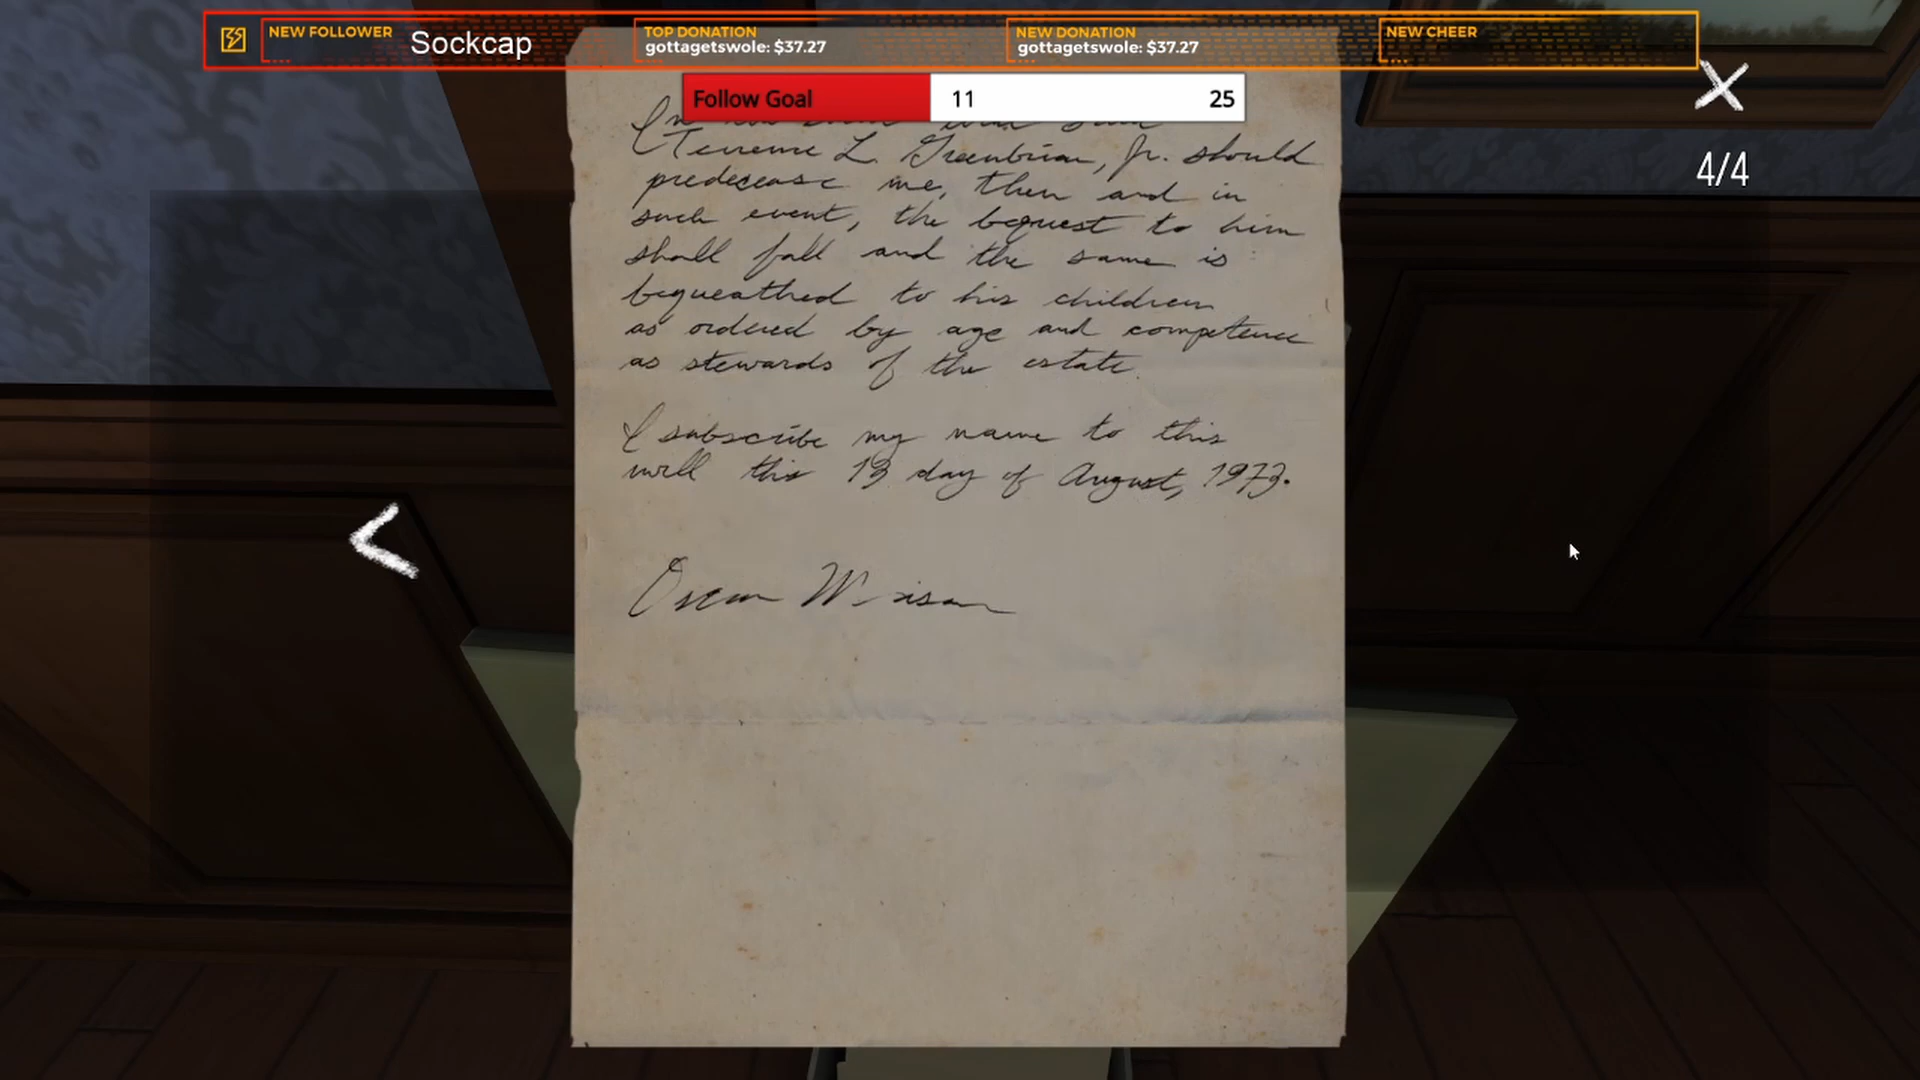 NEW FOLLOWER Sockcap
TOP DONATION
gottagetswole: $37.27
NEW DONATION
gottagetswole: $37.27
NEW CHEER
Follow Goal 11 25
4/4
In
Terrence L. Greenbriar, Jr. should
predecease me, then and in
such event, the bequest to him
shall fall and the same is
bequeathed to his children
as ordered by age and competence
as stewards of the estate.
I subscribe my name to this
will this 13 day of August, 1973.
Oscar